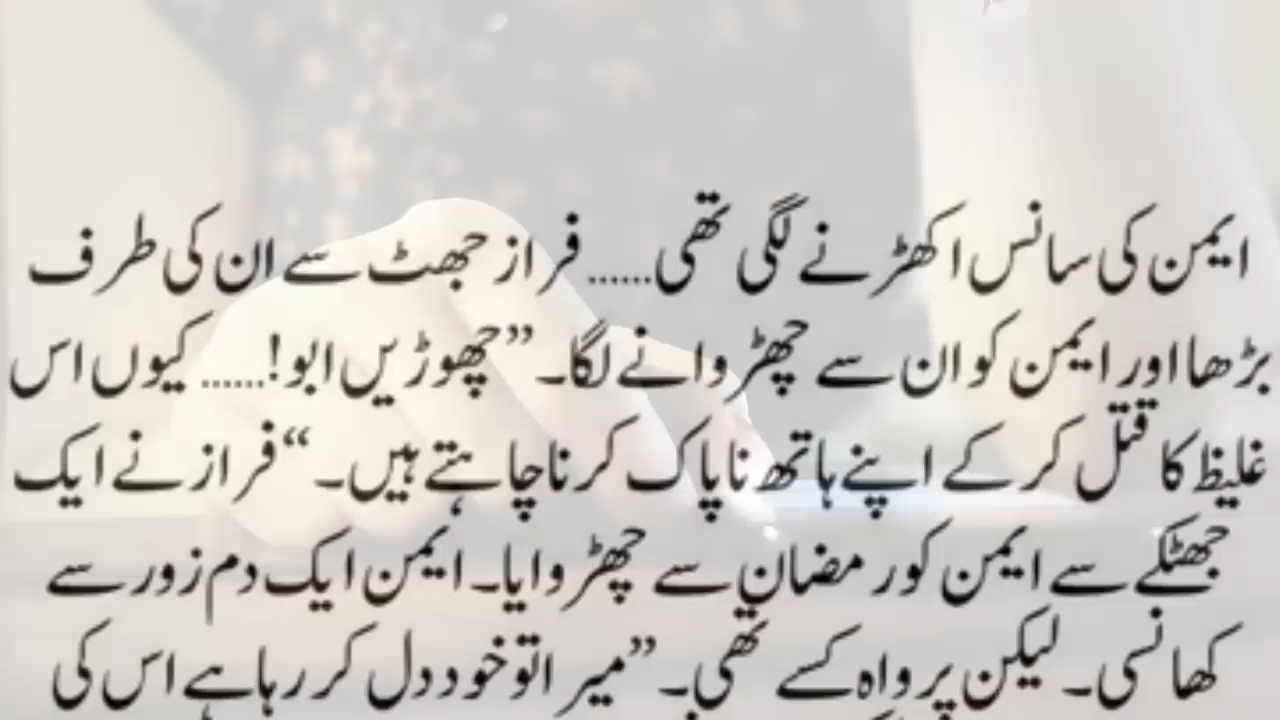 ایمن کی سانس اکھڑنے لگی تھی...... فراز جھٹ سے ان کی طرف
بڑھا اور ایمن کو ان سے چھڑوانے لگا۔ ”چھوڑیں ابو!...... کیوں اس
غلیظ کا قتل کر کے اپنے ہاتھ ناپاک کرنا چاہتے ہیں۔“ فراز نے ایک
جھٹکے سے ایمن کو رمضان سے چھڑوایا۔ ایمن ایک دم زور سے
کھانسی۔ لیکن پرواہ کسے تھی۔ ”میرا تو خود دل کر رہا ہے اس کی